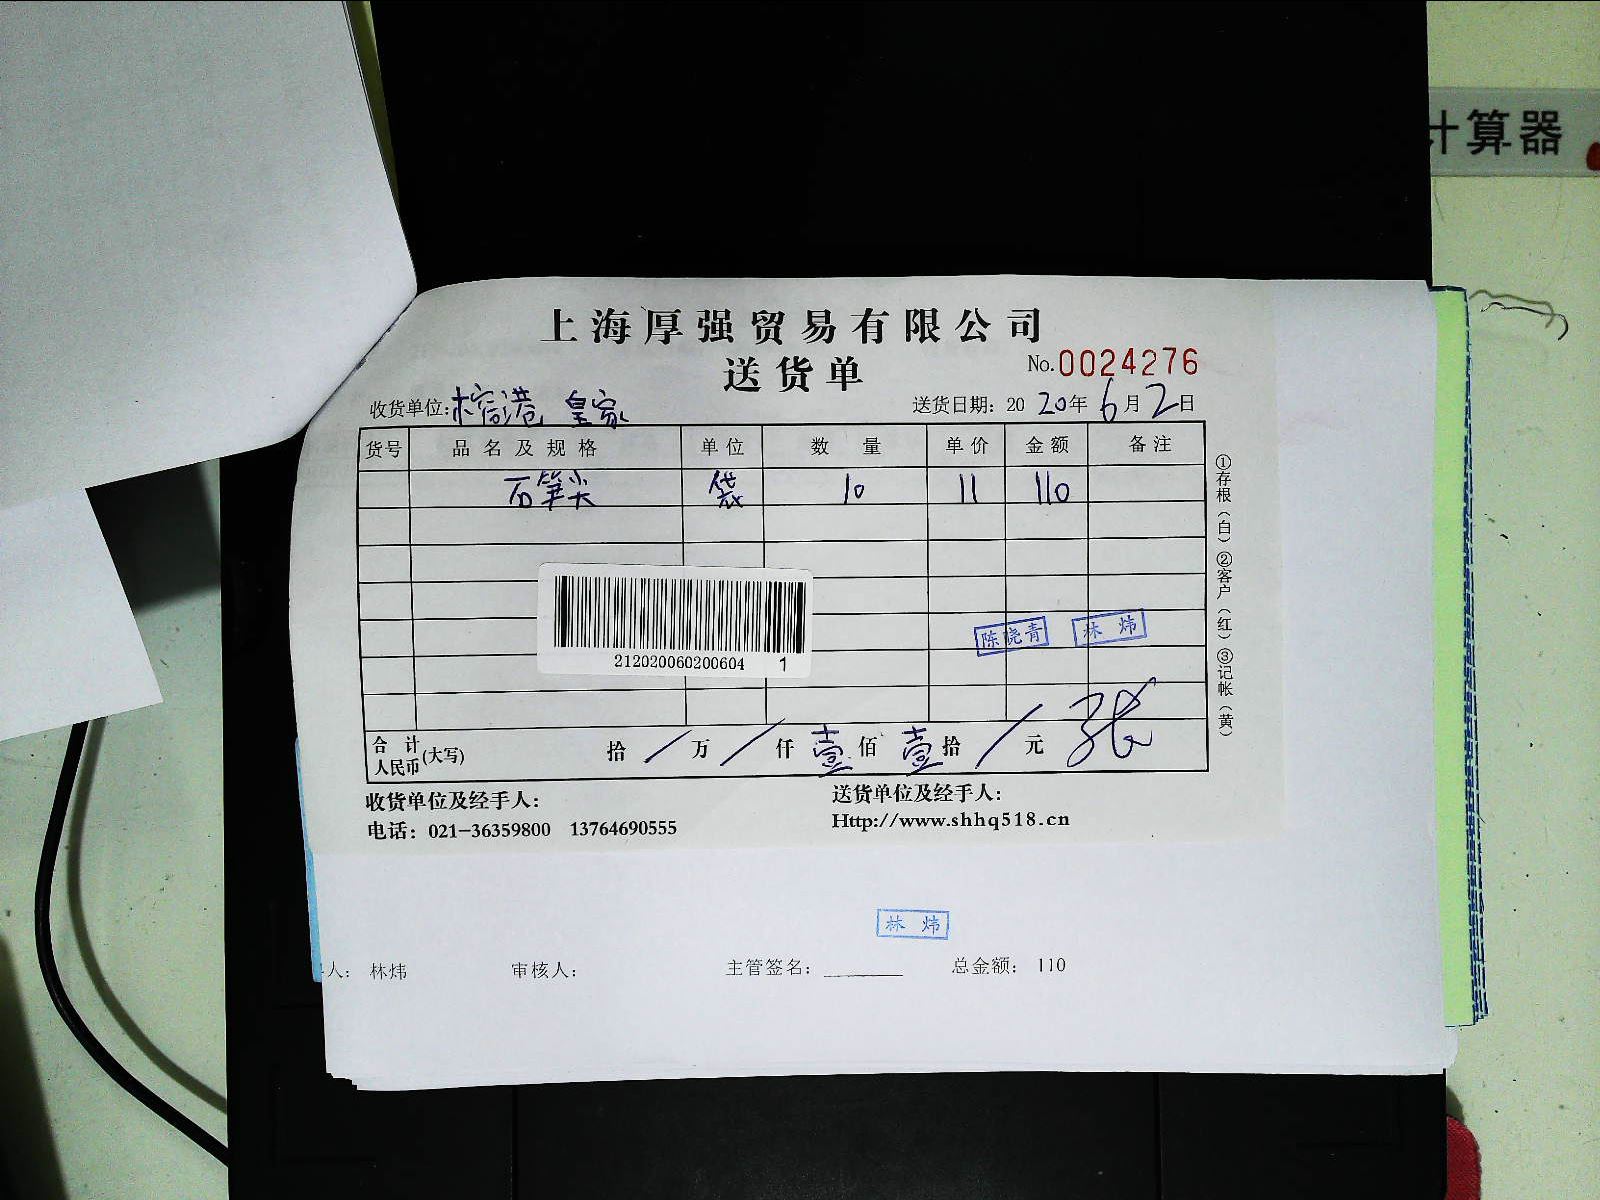 计算器
上海厚强贸易有限公司
送货单
No.0024276
收货单位: 港 皇家
送货日期: 20 20年 6月 2日
货号 品名及规格 单位 数量 单价 金额 备注
石笋尖 袋 10 11 110
①存根（白）②客户（红）③记帐（黄）
212020060200604 1
陈晓青 林炜
合计人民币(大写) 拾 / 万 / 仟 壹 佰 壹 拾 / 元 张
收货单位及经手人: 送货单位及经手人:
电话: 021-36359800 13764690555 Http://www.shhq518.cn
林炜
人: 林炜 审核人: 主管签名: ________ 总金额: 110